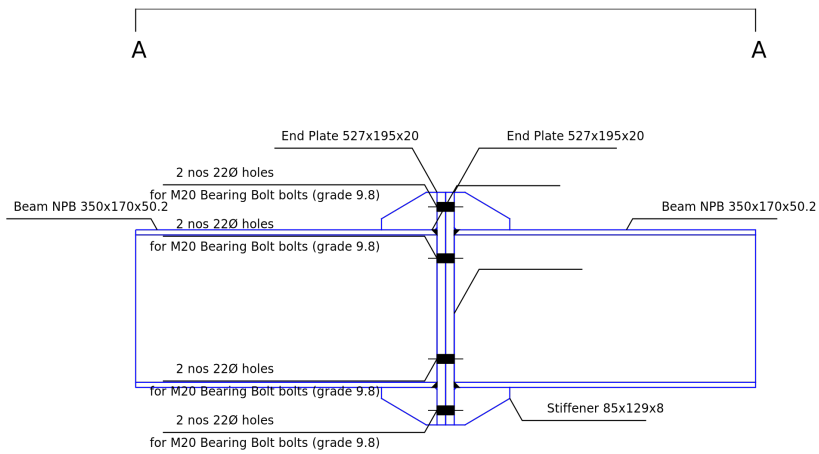 A
A
End Plate 527x195x20
End Plate 527x195x20
2 nos 22Ø holes
for M20 Bearing Bolt bolts (grade 9.8)
Beam NPB 350x170x50.2
Beam NPB 350x170x50.2
2 nos 22Ø holes
for M20 Bearing Bolt bolts (grade 9.8)
2 nos 22Ø holes
for M20 Bearing Bolt bolts (grade 9.8)
Stiffener 85x129x8
2 nos 22Ø holes
for M20 Bearing Bolt bolts (grade 9.8)